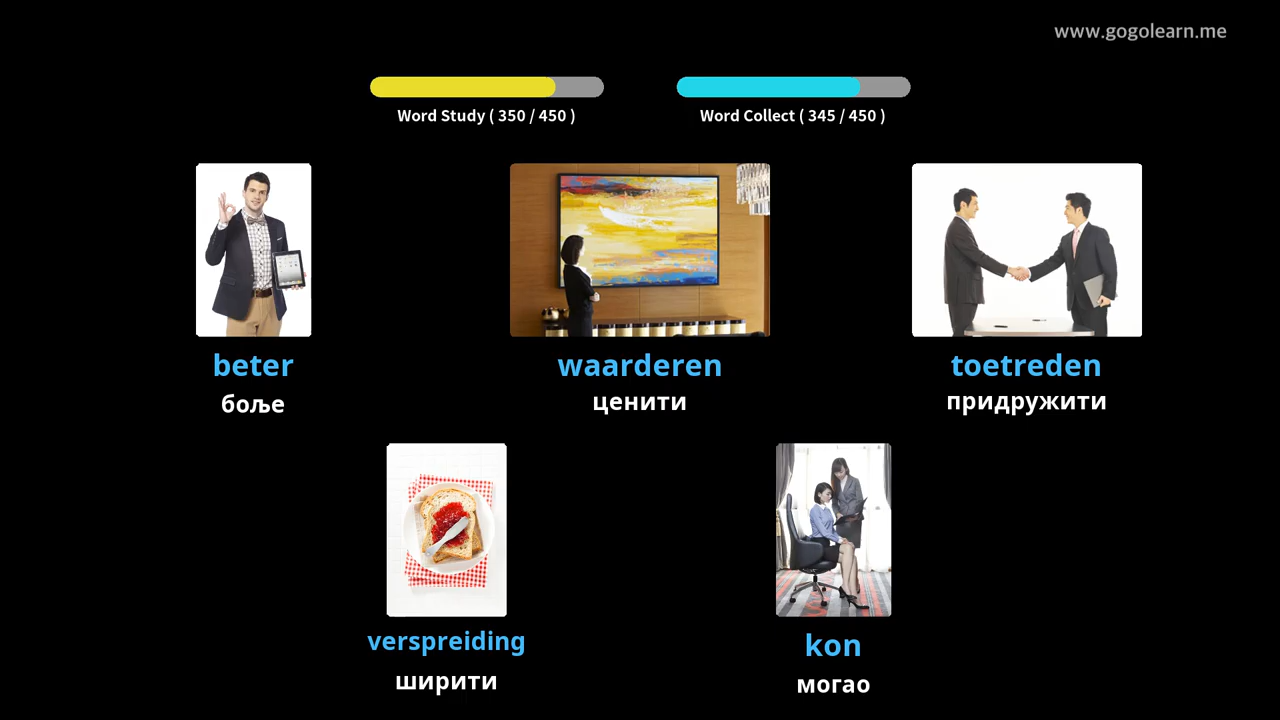 www.gogolearn.me
Word Study ( 350 / 450 )
Word Collect ( 345 / 450 )
beter
боље
waarderen
ценити
toetreden
придружити
verspreiding
ширити
kon
могао